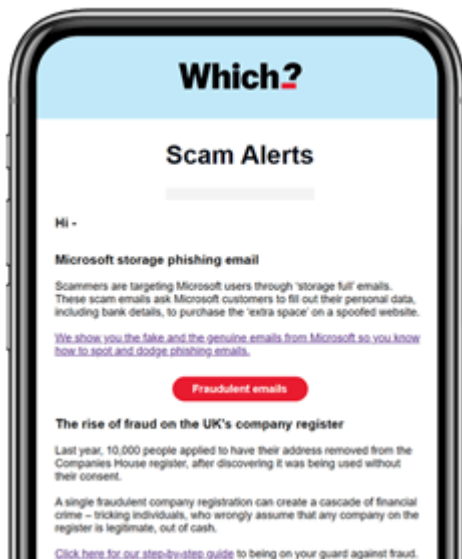 Which?
Scam Alerts
Hi -
Microsoft storage phishing email
Scammers are targeting Microsoft users through 'storage full' emails.
These scam emails ask Microsoft customers to fill out their personal data,
including bank details, to purchase the 'extra space' on a spoofed website.
We show you the fake and the genuine emails from Microsoft so you know
how to spot and dodge phishing emails.
Fraudulent emails
The rise of fraud on the UK's company register
Last year, 10,000 people applied to have their address removed from the
Companies House register, after discovering it was being used without
their consent.
A single fraudulent company registration can create a cascade of financial
crime – tricking individuals, who wrongly assume that any company on the
register is legitimate, out of cash.
Click here for our step-by-step guide to being on your guard against fraud.